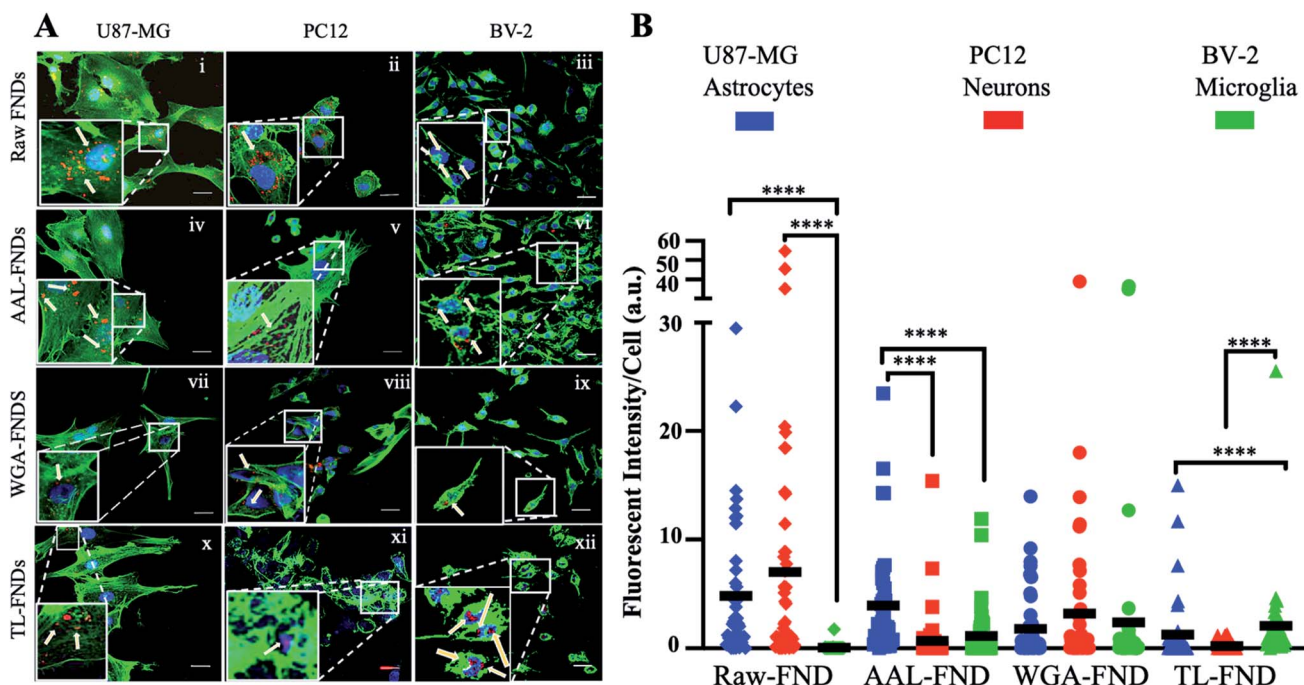 A
U87-MG
PC12
BV-2
Raw FNDs
i
ii
iii
AAL-FNDs
iv
v
vi
WGA-FNDS
vii
viii
ix
TL-FNDs
x
xi
xii
B
U87-MG
Astrocytes
PC12
Neurons
BV-2
Microglia
Fluorescent Intensity/Cell (a.u.)
60
50
40
30
20
10
0
****
****
****
****
****
****
Raw-FND
AAL-FND
WGA-FND
TL-FND